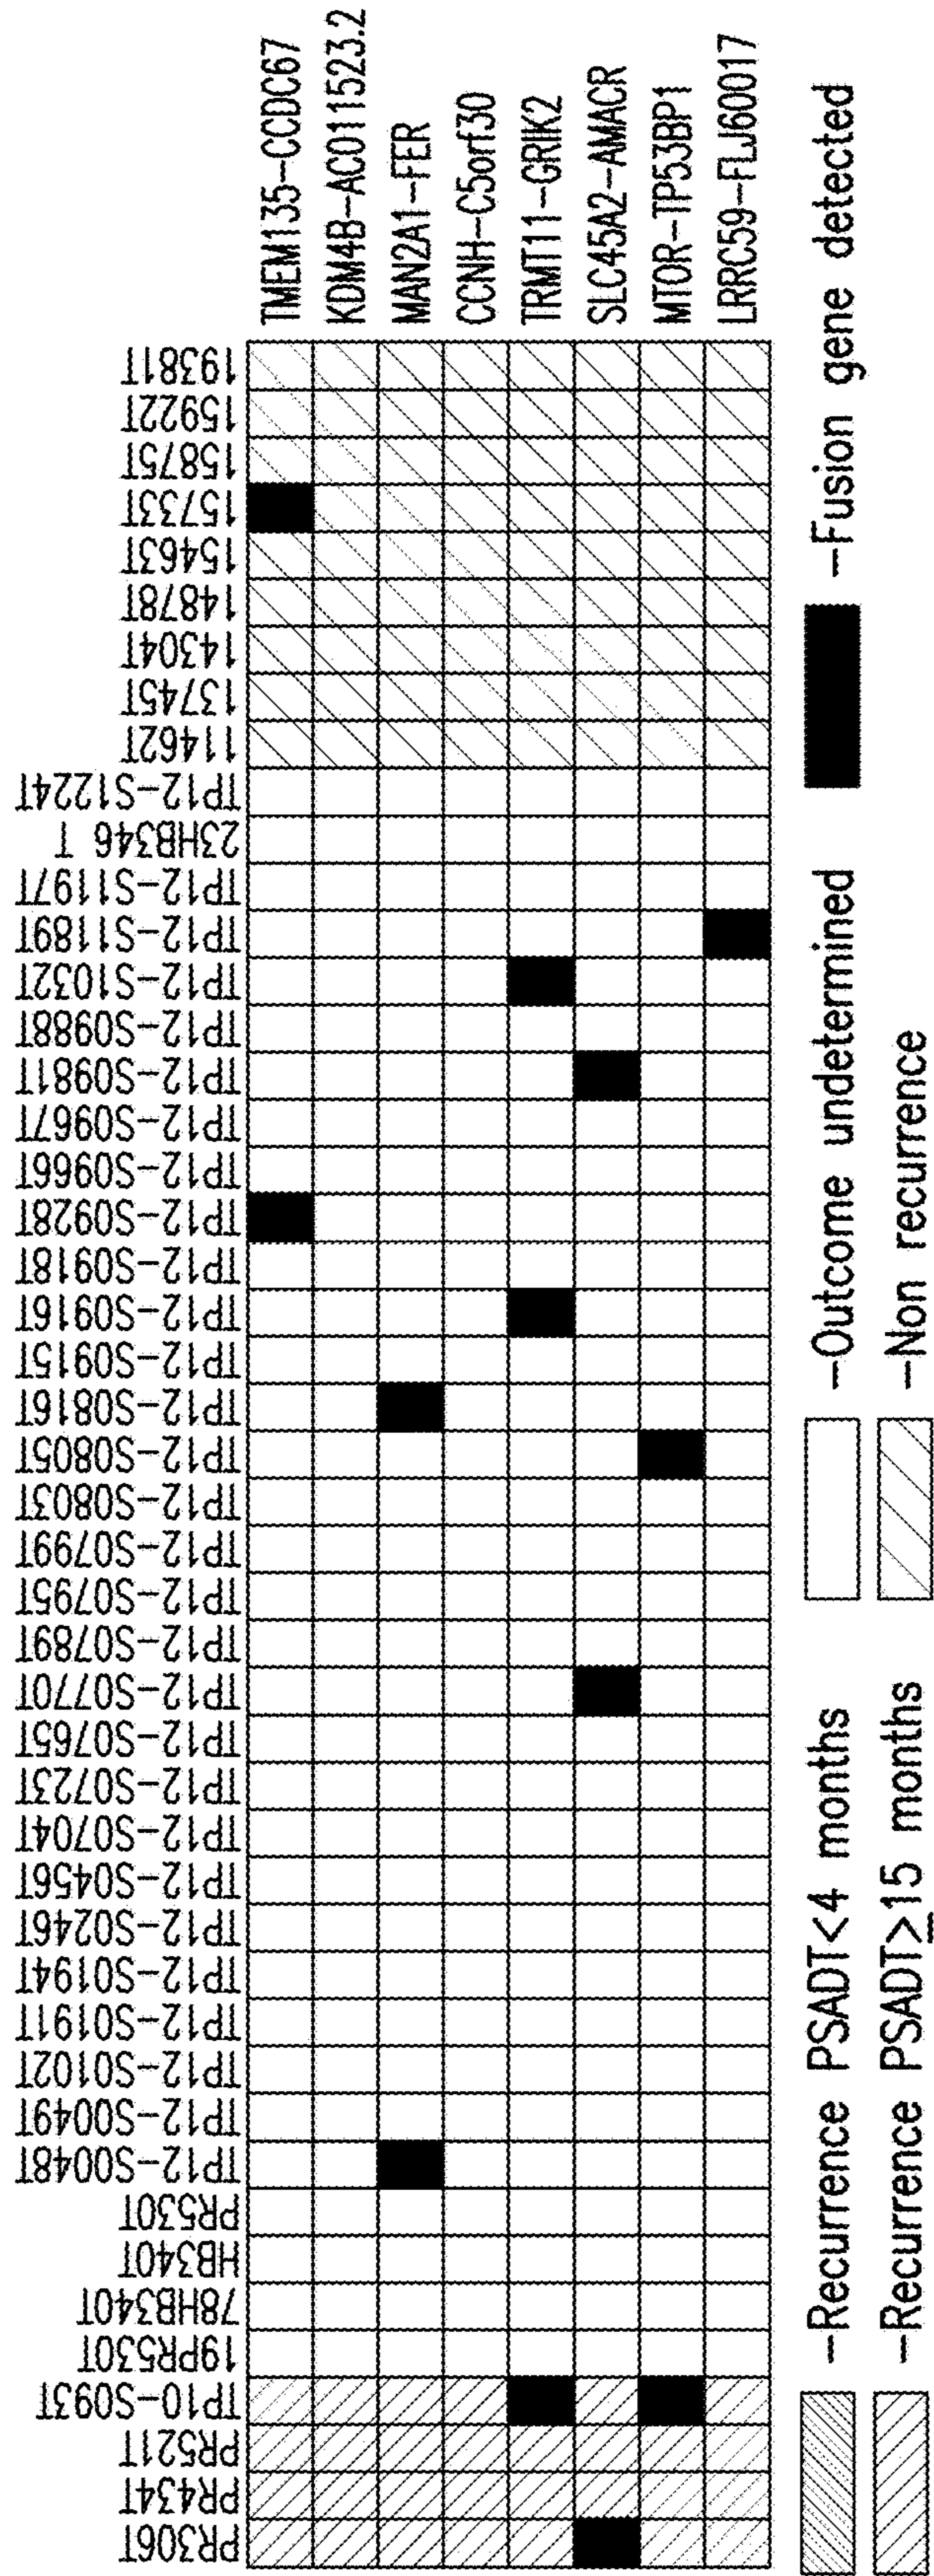 TMEM135-CCDC67
KDM4B-AC011523.2
MAN2A1-FER
CCNH-C5orf30
TRMT11-GRIK2
SLC45A2-AMACR
MTOR-TP53BP1
LRRC59-FLJ60017
19381T
15922T
15875T
15733T
15463T
14878T
14304T
13745T
11462T
TP12-S1224T
23HB346 T
TP12-S1197T
TP12-S1189T
TP12-S1032T
TP12-S0988T
TP12-S0981T
TP12-S0967T
TP12-S0966T
TP12-S0928T
TP12-S0918T
TP12-S0916T
TP12-S0915T
TP12-S0816T
TP12-S0805T
TP12-S0803T
TP12-S0799T
TP12-S0795T
TP12-S0789T
TP12-S0770T
TP12-S0765T
TP12-S0723T
TP12-S0704T
TP12-S0456T
TP12-S0246T
TP12-S0194T
TP12-S0191T
TP12-S0102T
TP12-S0049T
TP12-S0048T
PR530T
HB340T
78HB340T
19PR530T
TP10-S093T
PR521T
PR434T
PR306T
-Recurrence PSADT<4 months
-Outcome undetermined
-Fusion gene detected
-Recurrence PSADT≥15 months
-Non recurrence